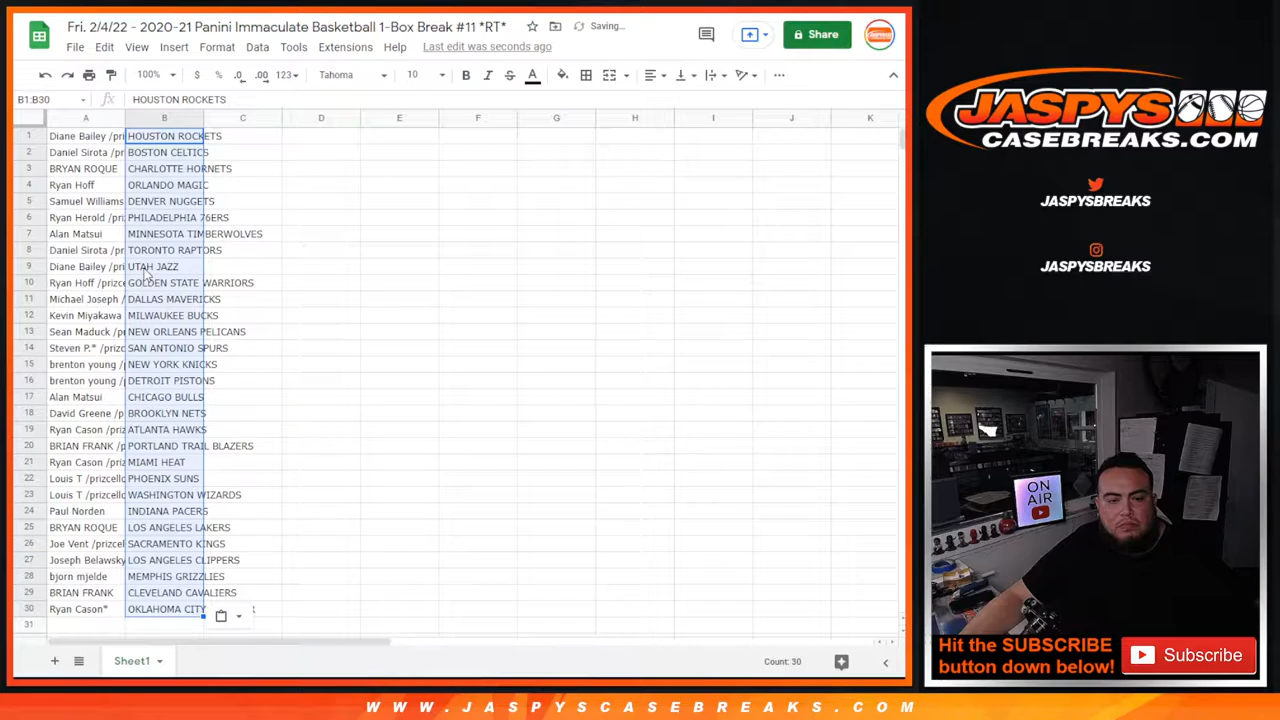 Fri. 2/4/22 - 2020-21 Panini Immaculate Basketball 1-Box Break #11 *RT*
Saving...
File Edit View Insert Format Data Tools Extensions Help Last edit was seconds ago
Share
100% $ % .0 .00 123 Tahoma 10 B I S A
B1:B30 fx HOUSTON ROCKETS
A B C D E F G H I J K
1 Diane Bailey /pri HOUSTON ROCKETS
2 Daniel Sirota /pr BOSTON CELTICS
3 BRYAN ROQUE CHARLOTTE HORNETS
4 Ryan Hoff ORLANDO MAGIC
5 Samuel Williams DENVER NUGGETS
6 Ryan Herold /pri PHILADELPHIA 76ERS
7 Alan Matsui MINNESOTA TIMBERWOLVES
8 Daniel Sirota /pr TORONTO RAPTORS
9 Diane Bailey /pri UTAH JAZZ
10 Ryan Hoff /prizce GOLDEN STATE WARRIORS
11 Michael Joseph / DALLAS MAVERICKS
12 Kevin Miyakawa MILWAUKEE BUCKS
13 Sean Maduck /pri NEW ORLEANS PELICANS
14 Steven P.* /prizc SAN ANTONIO SPURS
15 brenton young /p NEW YORK KNICKS
16 brenton young /p DETROIT PISTONS
17 Alan Matsui CHICAGO BULLS
18 David Greene /pr BROOKLYN NETS
19 Ryan Cason /priz ATLANTA HAWKS
20 BRIAN FRANK /p PORTLAND TRAIL BLAZERS
21 Ryan Cason /priz MIAMI HEAT
22 Louis T /prizcello PHOENIX SUNS
23 Louis T /prizcello WASHINGTON WIZARDS
24 Paul Norden INDIANA PACERS
25 BRYAN ROQUE LOS ANGELES LAKERS
26 Joe Vent /prizcel SACRAMENTO KINGS
27 Joseph Belawsky LOS ANGELES CLIPPERS
28 bjorn mjelde MEMPHIS GRIZZLIES
29 BRIAN FRANK CLEVELAND CAVALIERS
30 Ryan Cason* OKLAHOMA CITY
31
Sheet1
Count: 30
JASPYS
CASEBREAKS.COM
JASPYSBREAKS
JASPYSBREAKS
ON
AIR
Hit the SUBSCRIBE
button down below!
Subscribe
WWW.JASPYSCASEBREAKS.COM